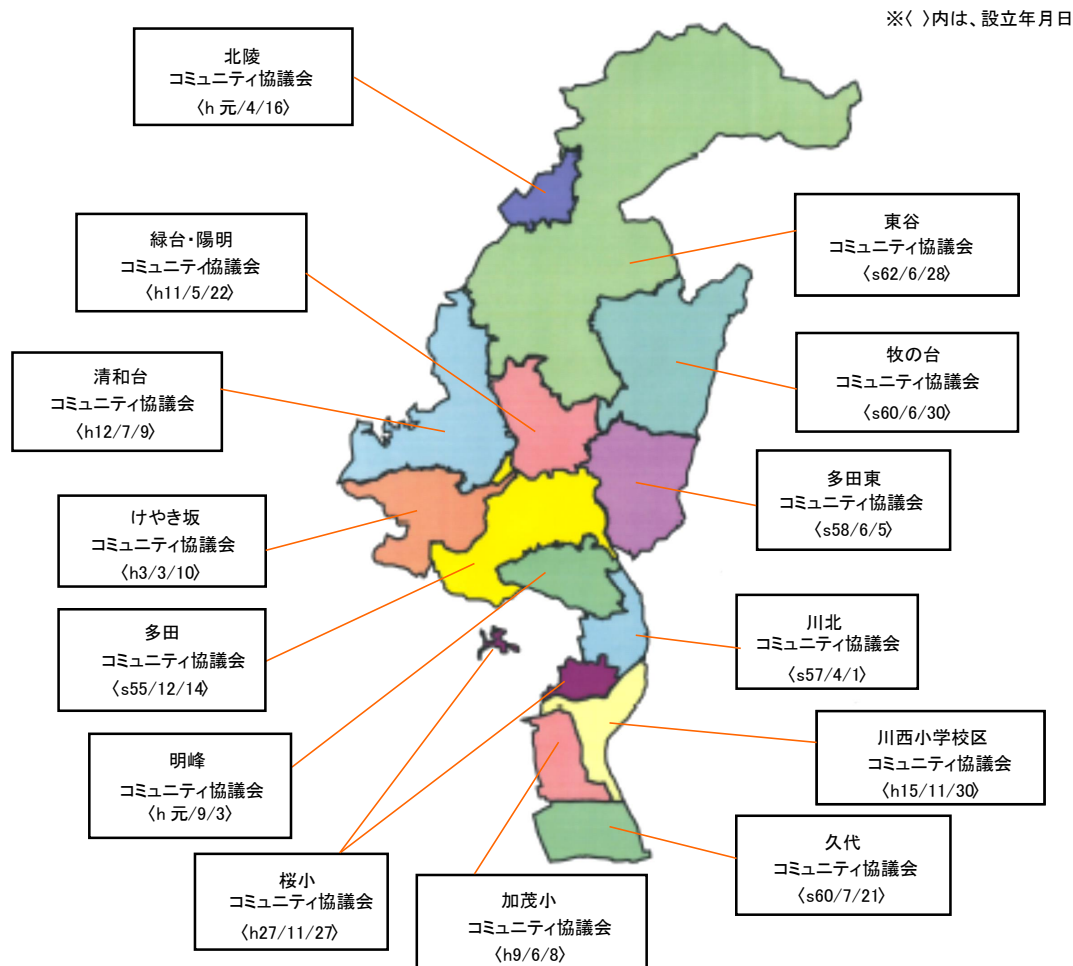 ※〈 〉内は、設立年月日
北陵
コミュニティ協議会
〈h 元/4/16〉
緑台・陽明
コミュニティ協議会
〈h11/5/22〉
東谷
コミュニティ協議会
〈s62/6/28〉
清和台
コミュニティ協議会
〈h12/7/9〉
牧の台
コミュニティ協議会
〈s60/6/30〉
けやき坂
コミュニティ協議会
〈h3/3/10〉
多田東
コミュニティ協議会
〈s58/6/5〉
多田
コミュニティ協議会
〈s55/12/14〉
川北
コミュニティ協議会
〈s57/4/1〉
明峰
コミュニティ協議会
〈h 元/9/3〉
川西小学校区
コミュニティ協議会
〈h15/11/30〉
桜小
コミュニティ協議会
〈h27/11/27〉
加茂小
コミュニティ協議会
〈h9/6/8〉
久代
コミュニティ協議会
〈s60/7/21〉